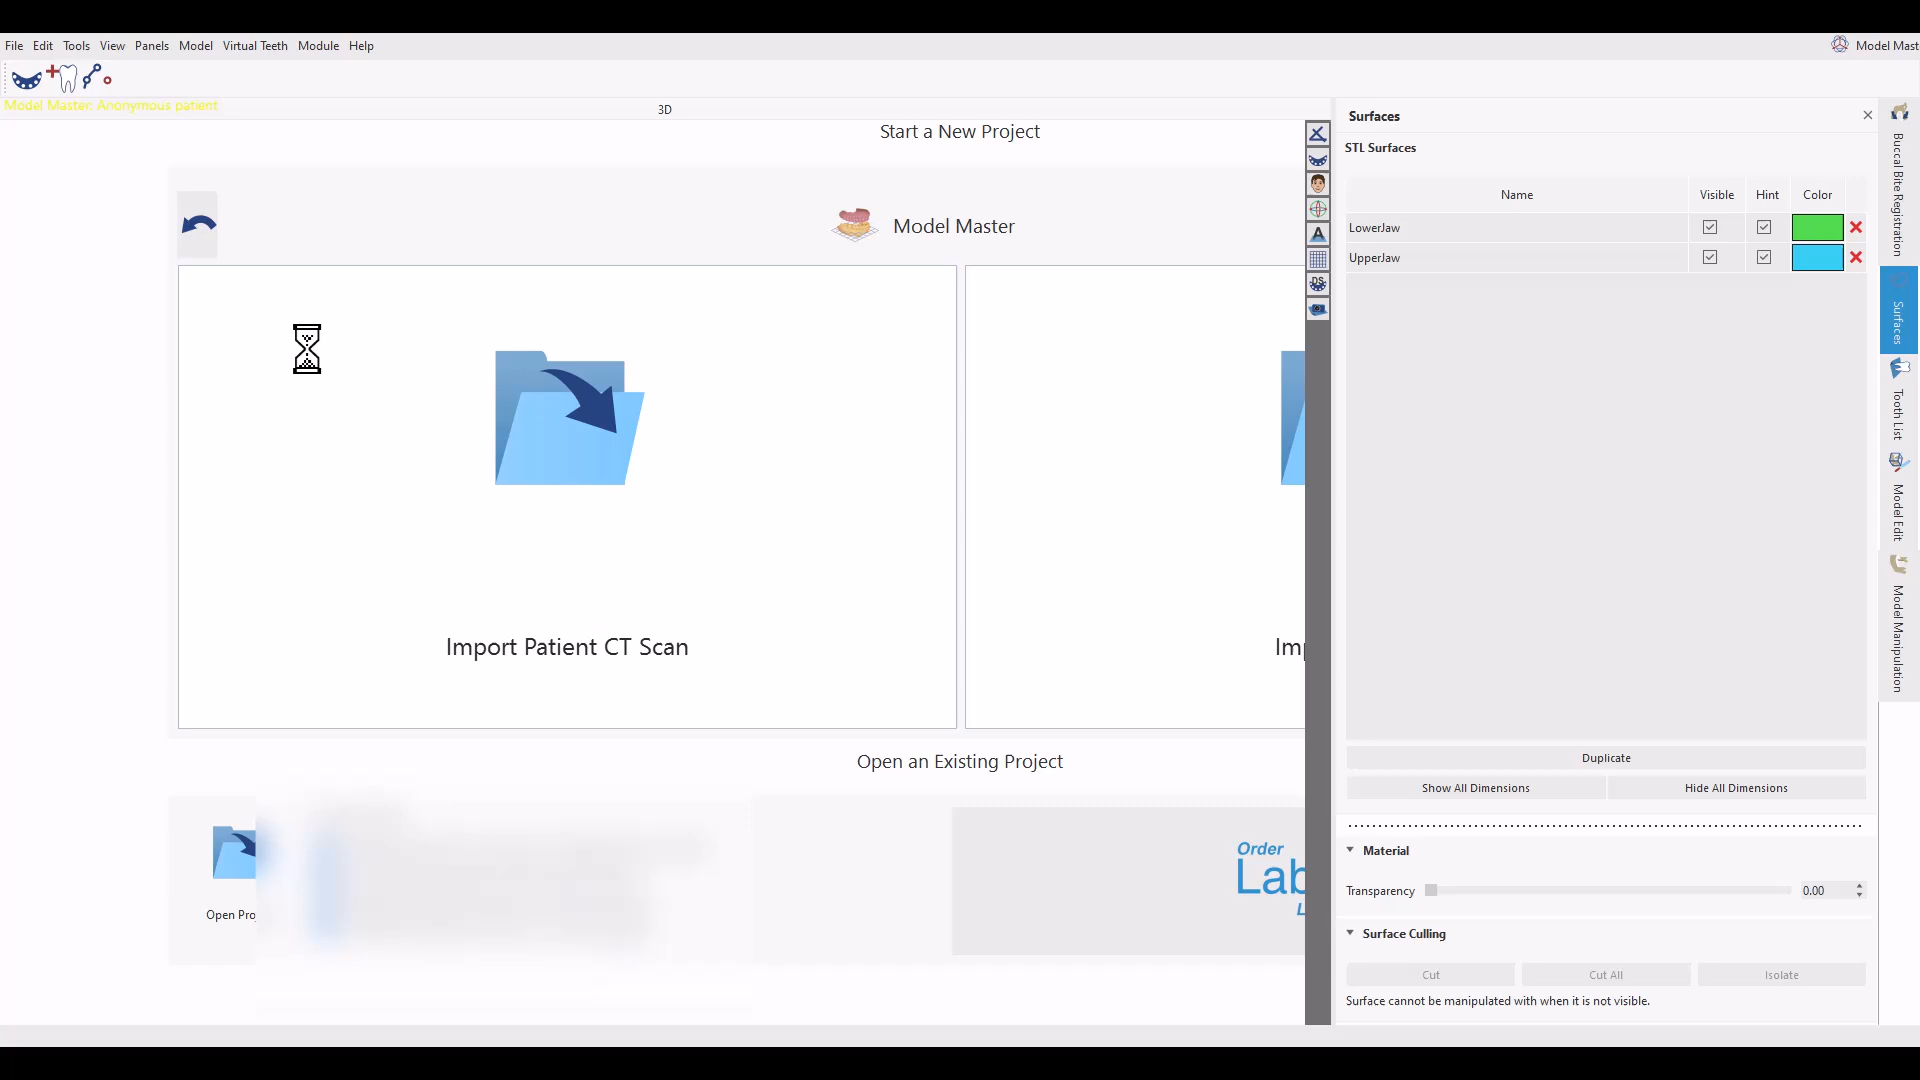 File Edit Tools View Panels Model Virtual Teeth Module Help
Model Mast
Model Master: Anonymous patient
3D
Start a New Project
Model Master
Import Patient CT Scan
Im
Open an Existing Project
Open Pro
Order
Lab
L
A
DS
Surfaces
STL Surfaces
Name Visible Hint Color
LowerJaw
UpperJaw
Duplicate
Show All Dimensions Hide All Dimensions
Material
Transparency 0.00
Surface Culling
Cut Cut All Isolate
Surface cannot be manipulated with when it is not visible.
Buccal Bite Registration
Surfaces
Tooth List
Model Edit
Model Manipulation